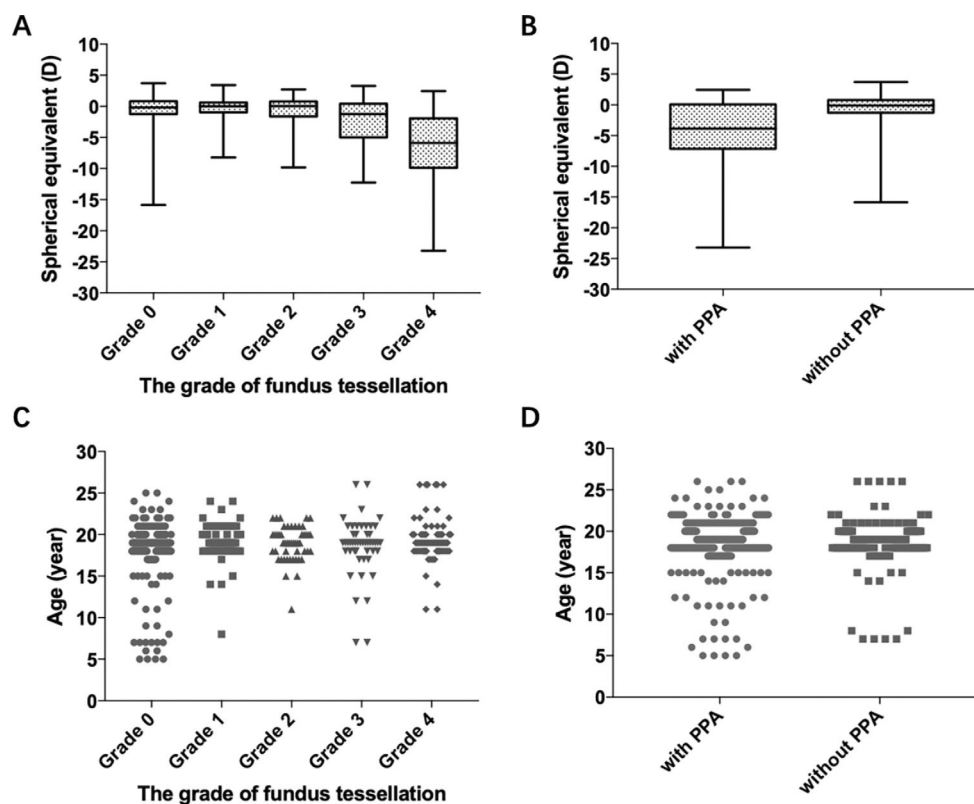 A
Spherical equivalent (D)
10
5
0
-5
-10
-15
-20
-25
-30
Grade 0
Grade 1
Grade 2
Grade 3
Grade 4
The grade of fundus tessellation
B
Spherical equivalent (D)
10
5
0
-5
-10
-15
-20
-25
-30
with PPA
without PPA
C
Age (year)
30
25
20
15
10
5
0
Grade 0
Grade 1
Grade 2
Grade 3
Grade 4
The grade of fundus tessellation
D
Age (year)
30
25
20
15
10
5
0
with PPA
without PPA